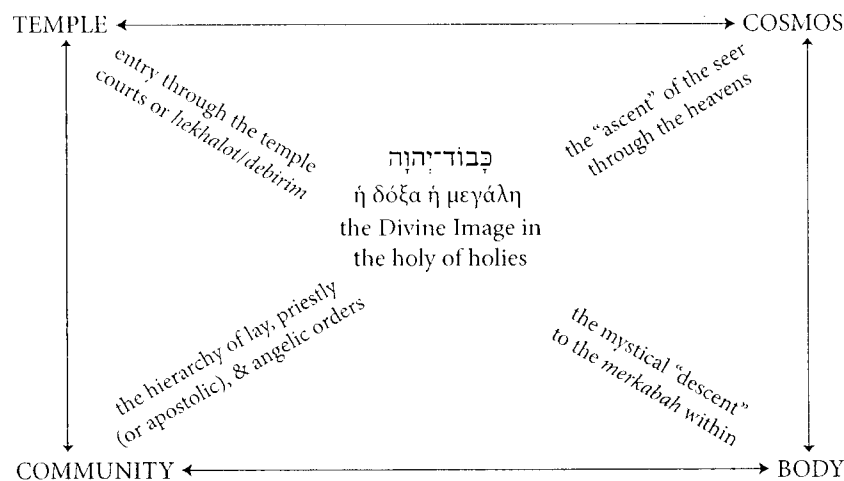 TEMPLE
COSMOS
entry through the temple
courts or hekhalot/debirim
the “ascent” of the seer
through the heavens
כָּבוֹד־יְהוָה
ἡ δόξα ἡ μεγάλη
the Divine Image in
the holy of holies
the hierarchy of lay, priestly
(or apostolic), & angelic orders
the mystical “descent”
to the merkabah within
COMMUNITY
BODY